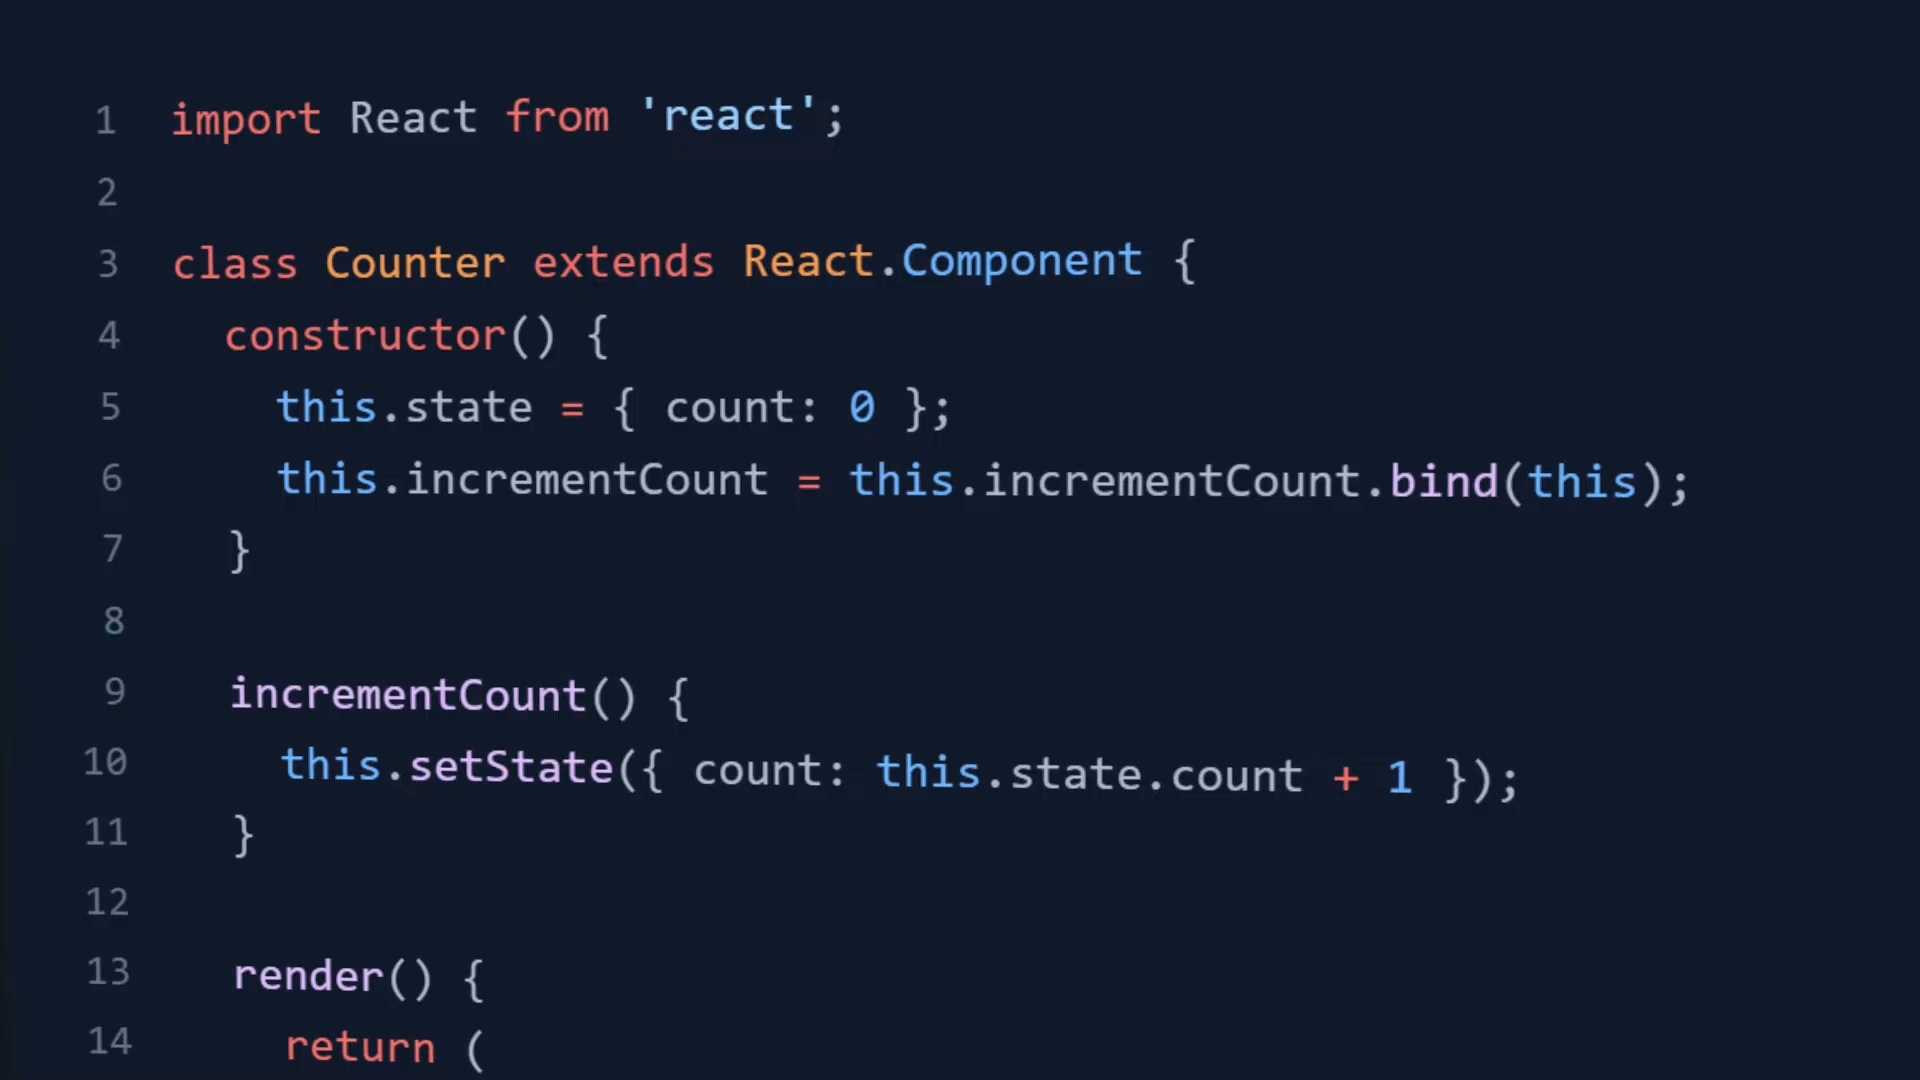 1 import React from 'react';
2
3 class Counter extends React.Component {
4 constructor() {
5 this.state = { count: 0 };
6 this.incrementCount = this.incrementCount.bind(this);
7 }
8
9 incrementCount() {
10 this.setState({ count: this.state.count + 1 });
11 }
12
13 render() {
14 return (